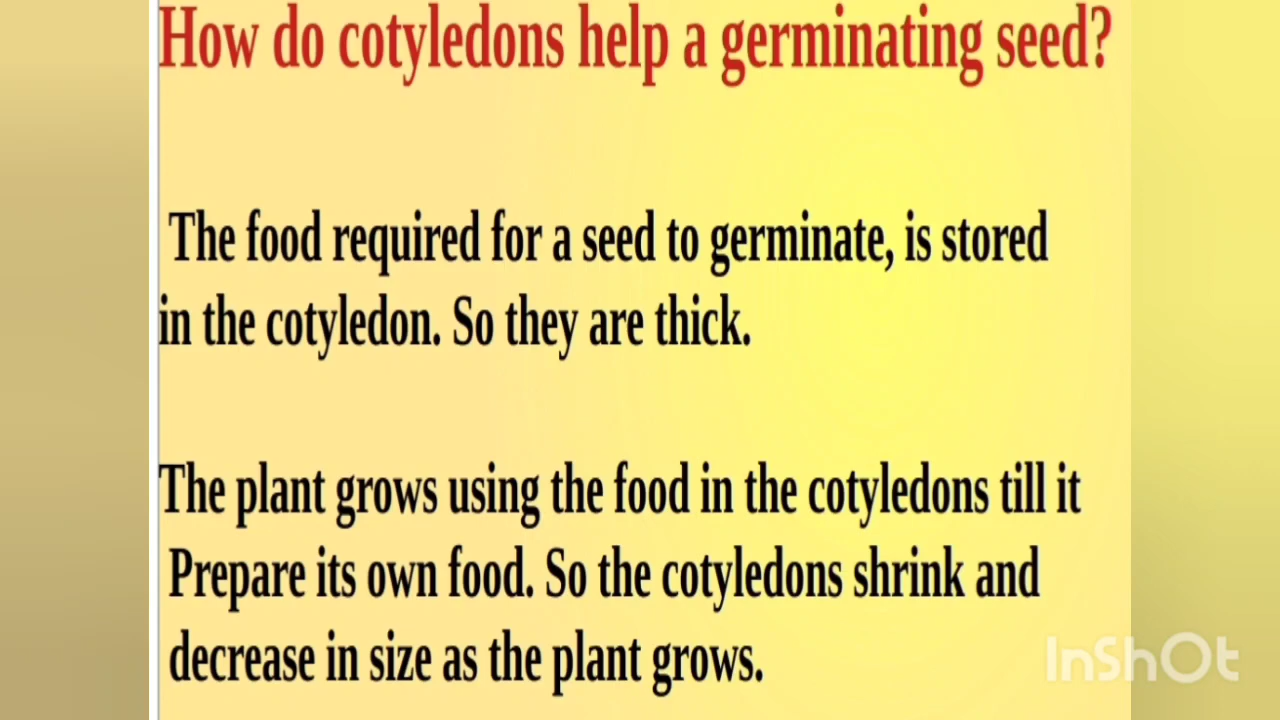 How do cotyledons help a germinating seed?
The food required for a seed to germinate, is stored
in the cotyledon. So they are thick.
The plant grows using the food in the cotyledons till it
Prepare its own food. So the cotyledons shrink and
decrease in size as the plant grows.
InShOt